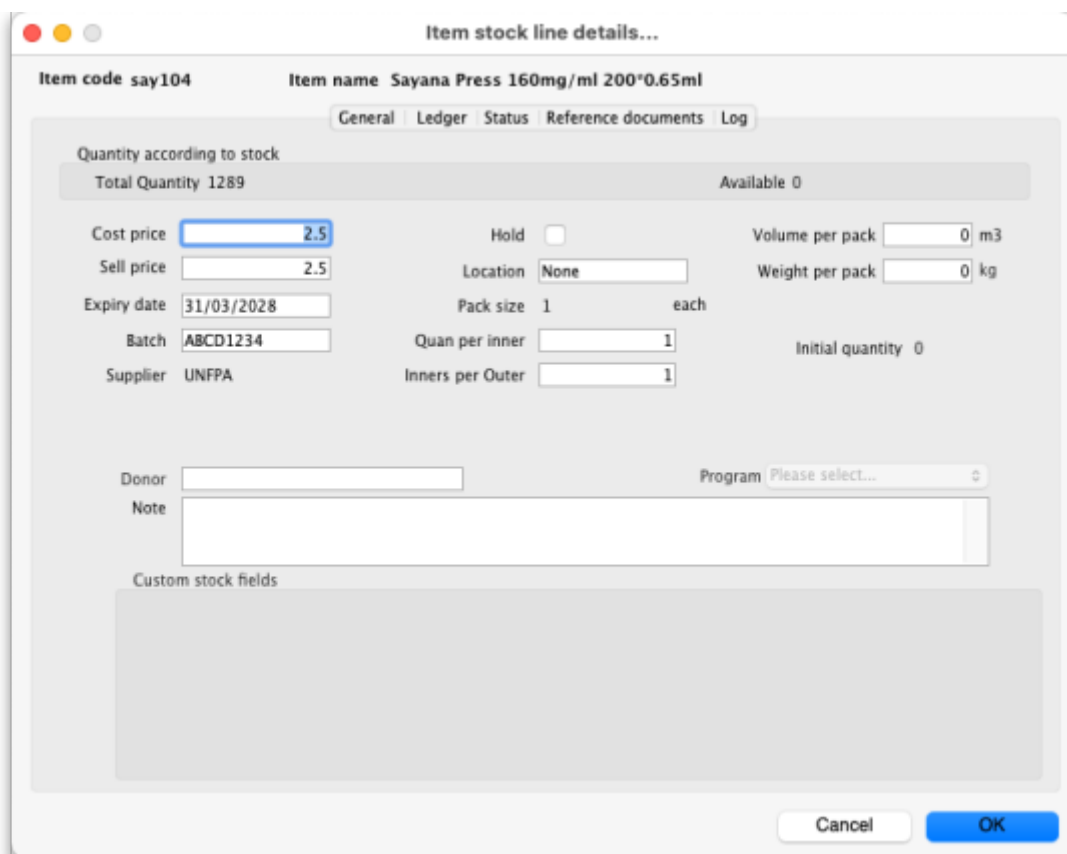 Item stock line details...
Item code say104 Item name Sayana Press 160mg/ml 200*0.65ml
General Ledger Status Reference documents Log
Quantity according to stock
Total Quantity 1289 Available 0
Cost price 2.5 Hold Volume per pack 0 m3
Sell price 2.5 Location None Weight per pack 0 kg
Expiry date 31/03/2028 Pack size 1 each
Batch ABCD1234 Quan per inner 1 Initial quantity 0
Supplier UNFPA Inners per Outer 1
Donor Program Please select...
Note
Custom stock fields
Cancel OK